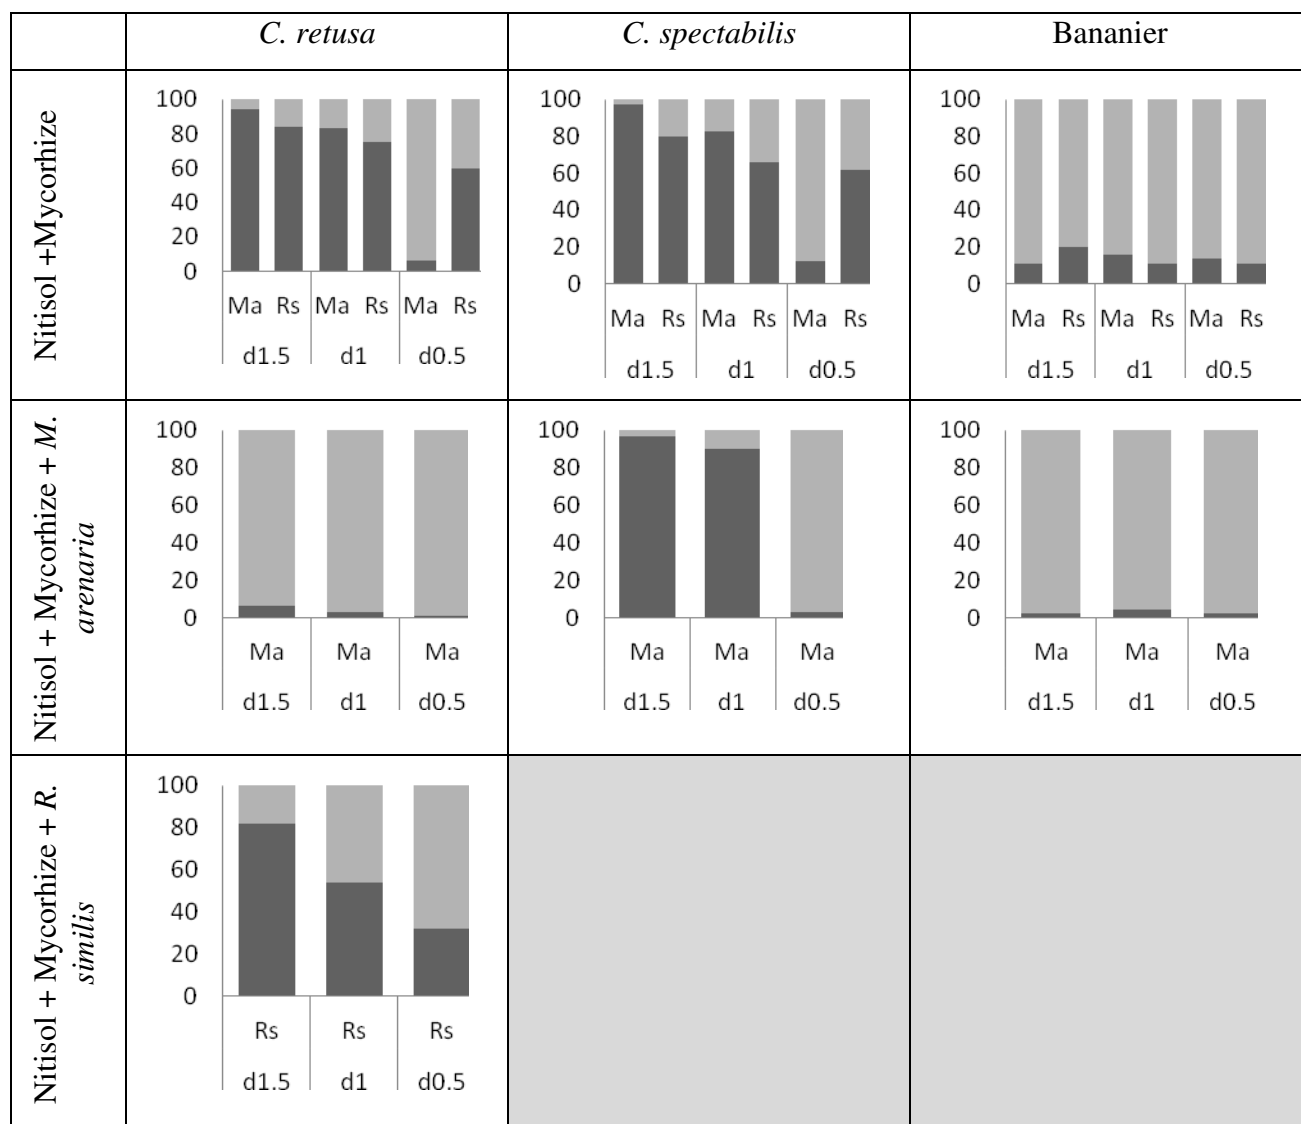 C. retusa
C. spectabilis
Bananier
Nitisol +Mycorhize
100
80
60
40
20
0
Ma Rs Ma Rs Ma Rs
d1.5 d1 d0.5
100
80
60
40
20
0
Ma Rs Ma Rs Ma Rs
d1.5 d1 d0.5
100
80
60
40
20
0
Ma Rs Ma Rs Ma Rs
d1.5 d1 d0.5
Nitisol + Mycorhize + M.
arenaria
100
80
60
40
20
0
Ma Ma Ma
d1.5 d1 d0.5
100
80
60
40
20
0
Ma Ma Ma
d1.5 d1 d0.5
100
80
60
40
20
0
Ma Ma Ma
d1.5 d1 d0.5
Nitisol + Mycorhize + R.
similis
100
80
60
40
20
0
Rs Rs Rs
d1.5 d1 d0.5